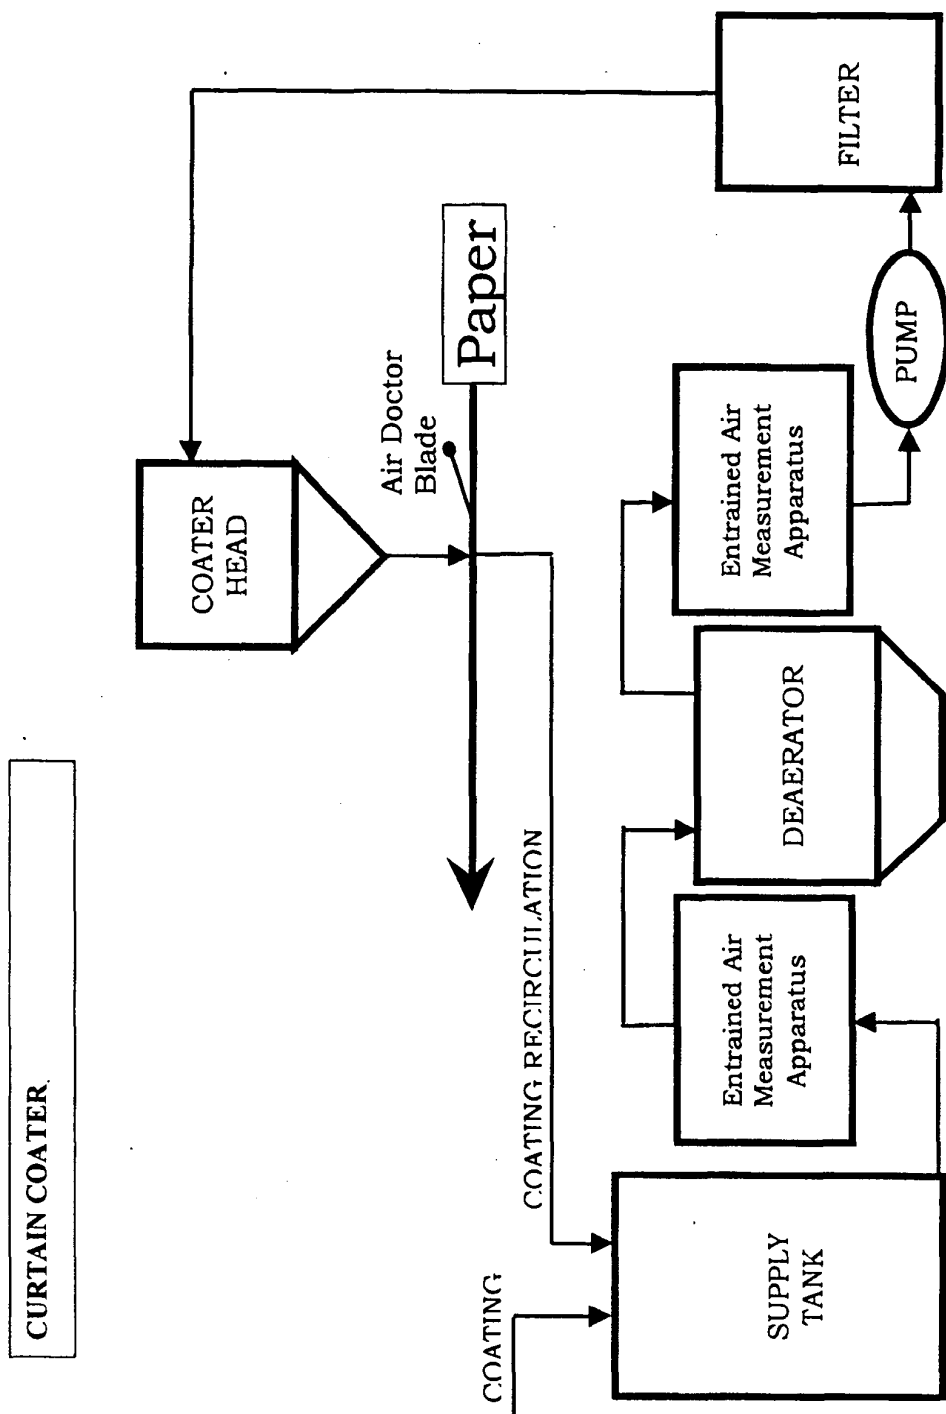 CURTAIN COATER
COATER
HEAD
Air Doctor
Blade
Paper
COATING RECIRCULATION
COATING
SUPPLY
TANK
Entrained Air
Measurement
Apparatus
DEAERATOR
Entrained Air
Measurement
Apparatus
PUMP
FILTER